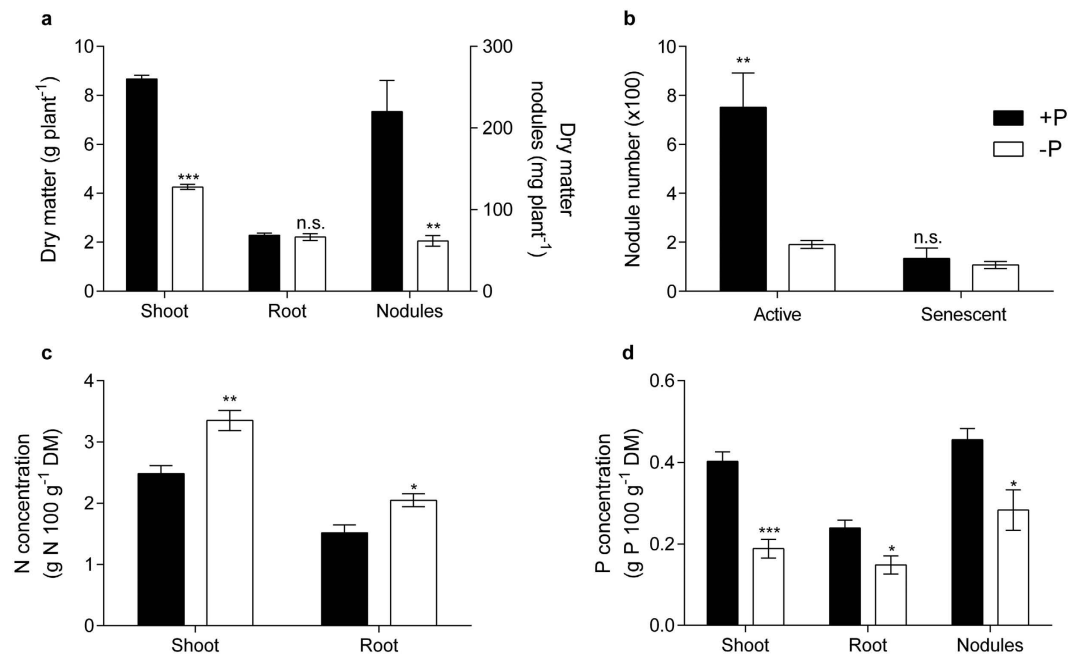 a
Dry matter (g plant⁻¹)
10
8
6
4
2
0
***
n.s.
**
300
200
100
0
Dry matter
nodules (mg plant⁻¹)
Shoot Root Nodules
b
Nodule number (x100)
10
8
6
4
2
0
**
n.s.
Active Senescent
+P
-P
c
N concentration
(g N 100 g⁻¹ DM)
4
3
2
1
0
**
*
Shoot Root
d
P concentration
(g P 100 g⁻¹ DM)
0.6
0.4
0.2
0.0
***
*
*
Shoot Root Nodules